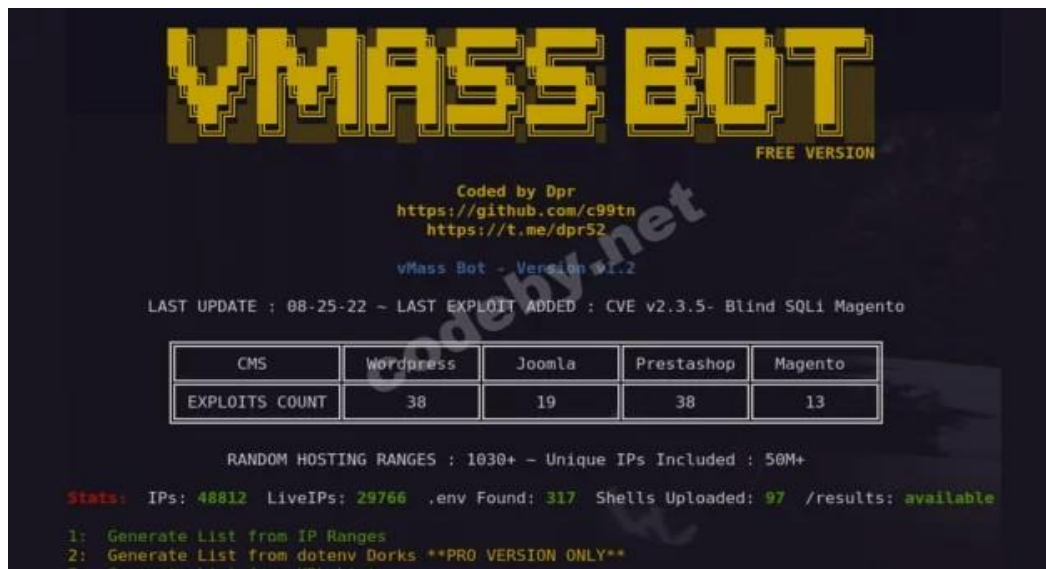 VMASS BOT
FREE VERSION
Coded by Dpr
https://github.com/c99tn
https://t.me/dpr52
vMass Bot - Version v1.2
LAST UPDATE : 08-25-22 ~ LAST EXPLOIT ADDED : CVE v2.3.5- Blind SQLi Magento
CMS Wordpress Joomla Prestashop Magento
EXPLOITS COUNT 38 19 38 13
RANDOM HOSTING RANGES : 1030+ ~ Unique IPs Included : 50M+
Stats: IPs: 48812 LiveIPs: 29766 .env Found: 317 Shells Uploaded: 97 /results: available
1: Generate List from IP Ranges
2: Generate List from dotenv Dorks **PRO VERSION ONLY**
codeby.net